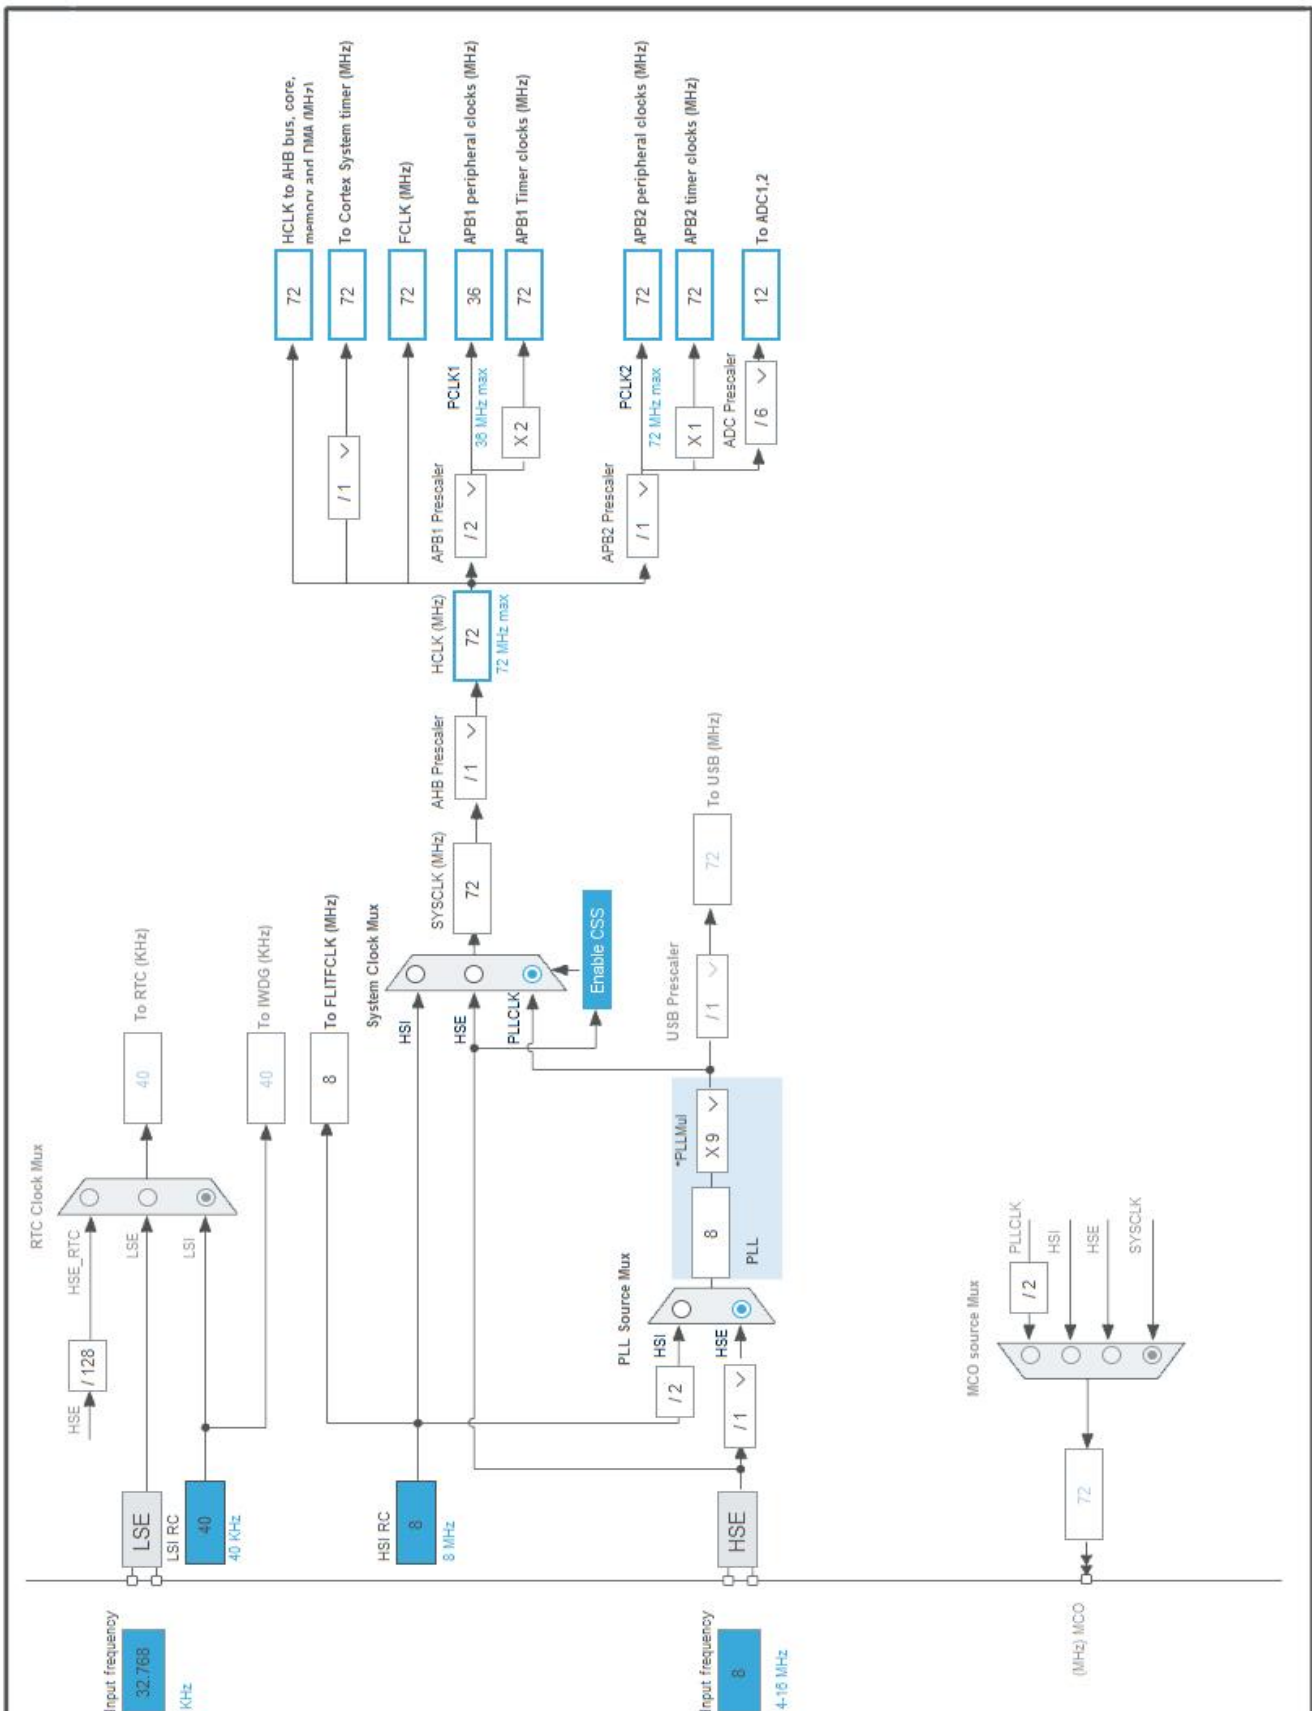 Input frequency
32.768
KHz
LSE
LSI RC
40
40 KHz
HSE
/ 128
HSE_RTC
LSE
LSI
RTC Clock Mux
40
To RTC (KHz)
40
To IWDG (KHz)
8
To FLITFCLK (MHz)
HSI RC
8
8 MHz
System Clock Mux
HSI
HSE
PLLCLK
Enable CSS
SYSCLK (MHz)
72
AHB Prescaler
/ 1
HCLK (MHz)
72
72 MHz max
/ 1
72
HCLK to AHB bus, core,
memory and DMA (MHz)
72
To Cortex System timer (MHz)
72
FCLK (MHz)
APB1 Prescaler
/ 2
PCLK1
36 MHz max
36
APB1 peripheral clocks (MHz)
X 2
72
APB1 Timer clocks (MHz)
APB2 Prescaler
/ 1
PCLK2
72 MHz max
72
APB2 peripheral clocks (MHz)
X 1
72
APB2 timer clocks (MHz)
ADC Prescaler
/ 6
12
To ADC1,2
Input frequency
8
4-16 MHz
HSE
/ 2
/ 1
PLL Source Mux
HSI
HSE
8
PLL
*PLLMul
X 9
USB Prescaler
/ 1
72
To USB (MHz)
(MHz) MCO
72
MCO source Mux
/ 2
PLLCLK
HSI
HSE
SYSCLK